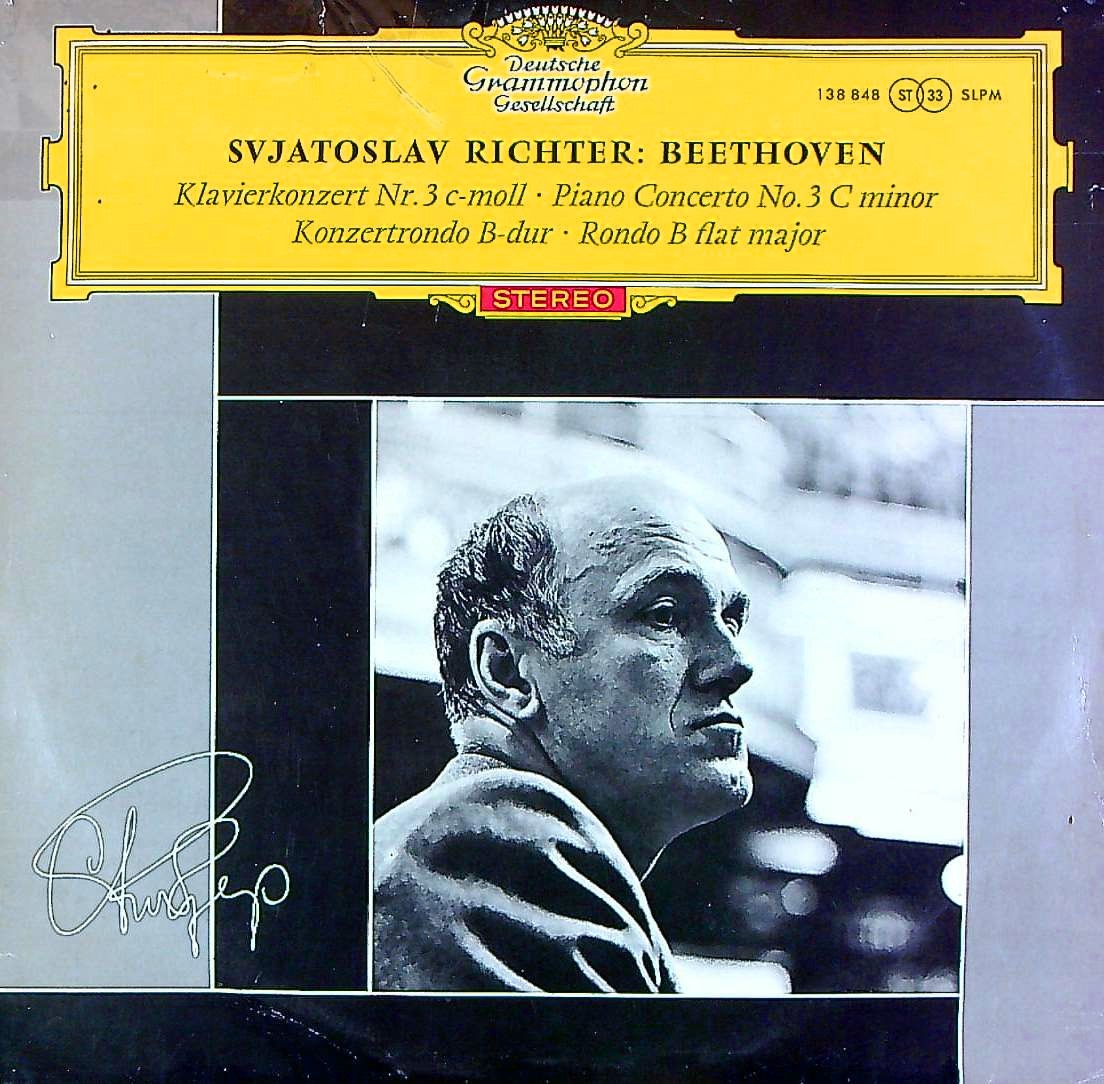 Deutsche
Grammophon
Gesellschaft
138 848 ST 33 SLPM
SVJATOSLAV RICHTER: BEETHOVEN
Klavierkonzert Nr. 3 c-moll · Piano Concerto No. 3 C minor
Konzertrondo B-dur · Rondo B flat major
STEREO